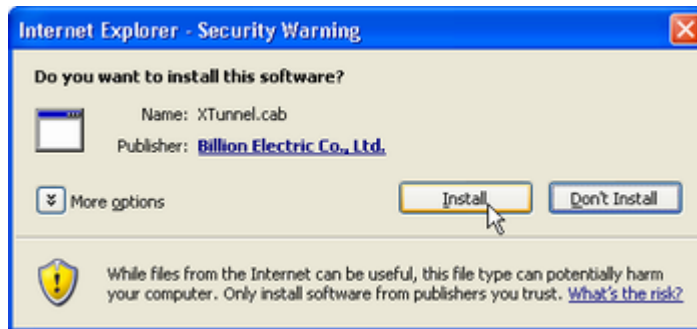 Internet Explorer - Security Warning
Do you want to install this software?
Name: XTunnel.cab
Publisher: Billion Electric Co., Ltd.
More options
Install
Don't Install
While files from the Internet can be useful, this file type can potentially harm
your computer. Only install software from publishers you trust. What's the risk?